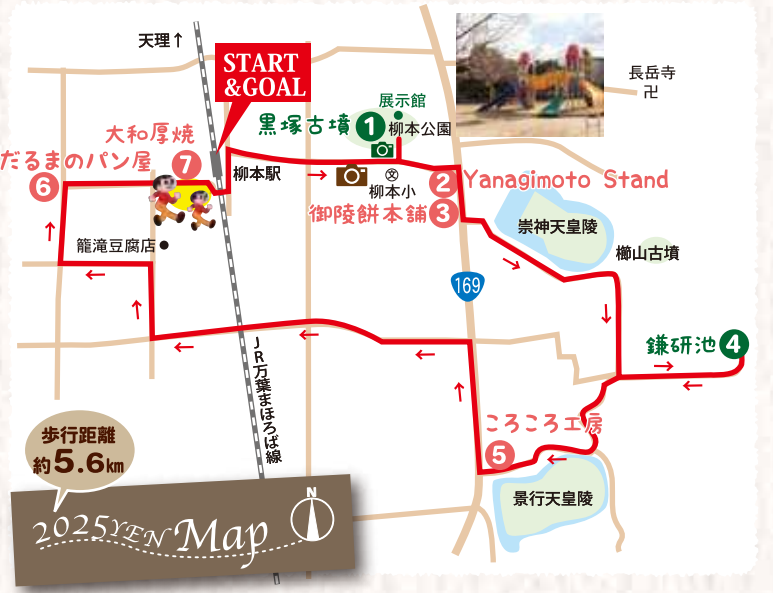 天理↑
START
&GOAL
展示館
黒塚古墳 1
柳本公園
長岳寺
卍
大和厚焼
7
だるまのパン屋
6
柳本駅
文
柳本小
2 Yanagimoto Stand
御陵餅本舗 3
崇神天皇陵
櫛山古墳
籠滝豆腐店
169
鎌研池 4
JR万葉まほろば線
ころころ工房
5
歩行距離
約5.6km
景行天皇陵
N
2025YEN Map